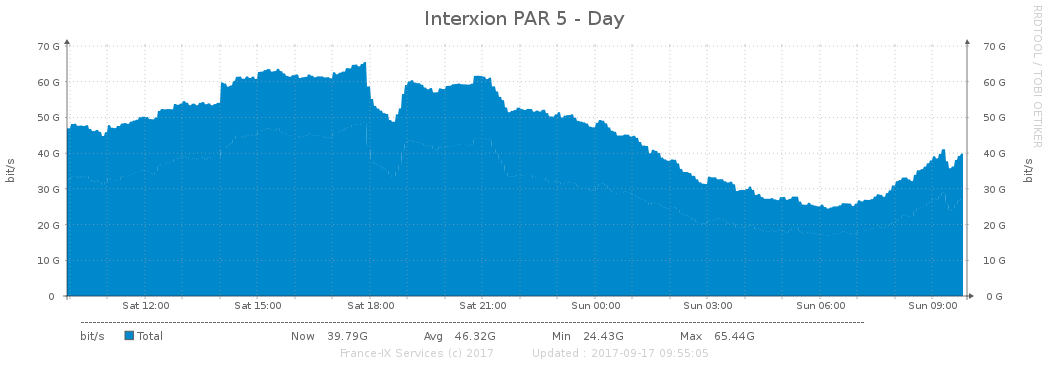 Interxion PAR 5 - Day
RRDTOOL / TOBI OETIKER
70 G 70 G
60 G 60 G
50 G 50 G
40 G 40 G
30 G 30 G
20 G 20 G
10 G 10 G
0 0 G
bit/s bit/s
Sat 12:00 Sat 15:00 Sat 18:00 Sat 21:00 Sun 00:00 Sun 03:00 Sun 06:00 Sun 09:00
bit/s Total Now 39.79G Avg 46.32G Min 24.43G Max 65.44G
France-IX Services (c) 2017 Updated : 2017-09-17 09:55:05